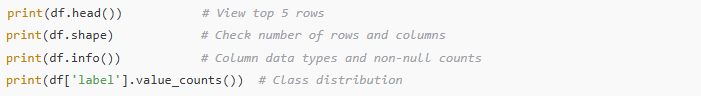 print(df.head())           # View top 5 rows
print(df.shape)            # Check number of rows and columns
print(df.info())           # Column data types and non-null counts
print(df['label'].value_counts())  # Class distribution